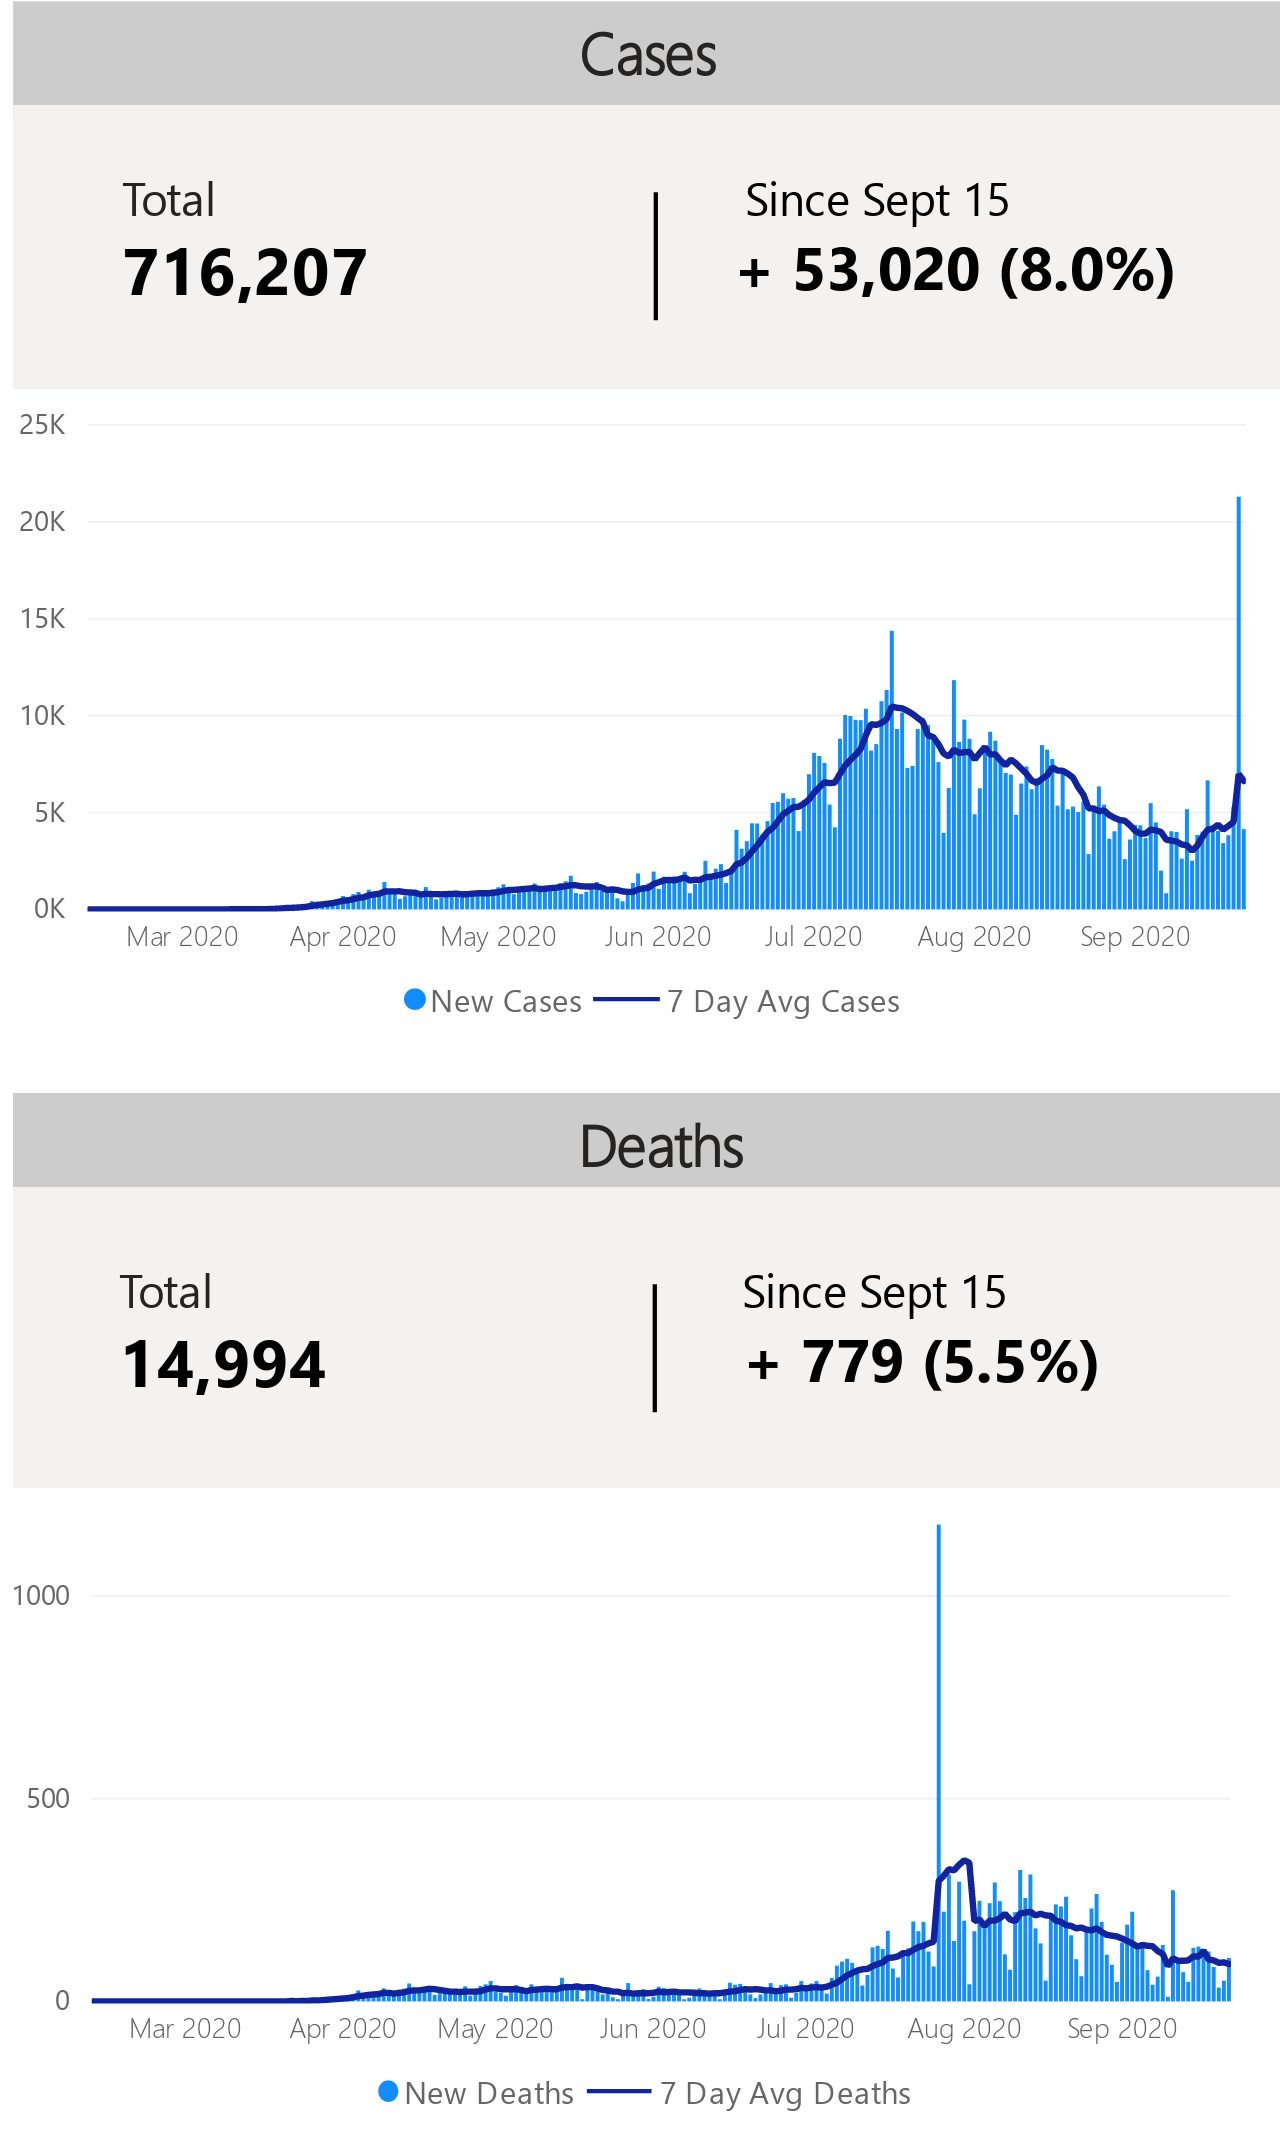 Cases
Total
716,207
Since Sept 15
+ 53,020 (8.0%)
25K
20K
15K
10K
5K
0K
Mar 2020 Apr 2020 May 2020 Jun 2020 Jul 2020 Aug 2020 Sep 2020
New Cases 7 Day Avg Cases
Deaths
Total
14,994
Since Sept 15
+ 779 (5.5%)
1000
500
0
Mar 2020 Apr 2020 May 2020 Jun 2020 Jul 2020 Aug 2020 Sep 2020
New Deaths 7 Day Avg Deaths